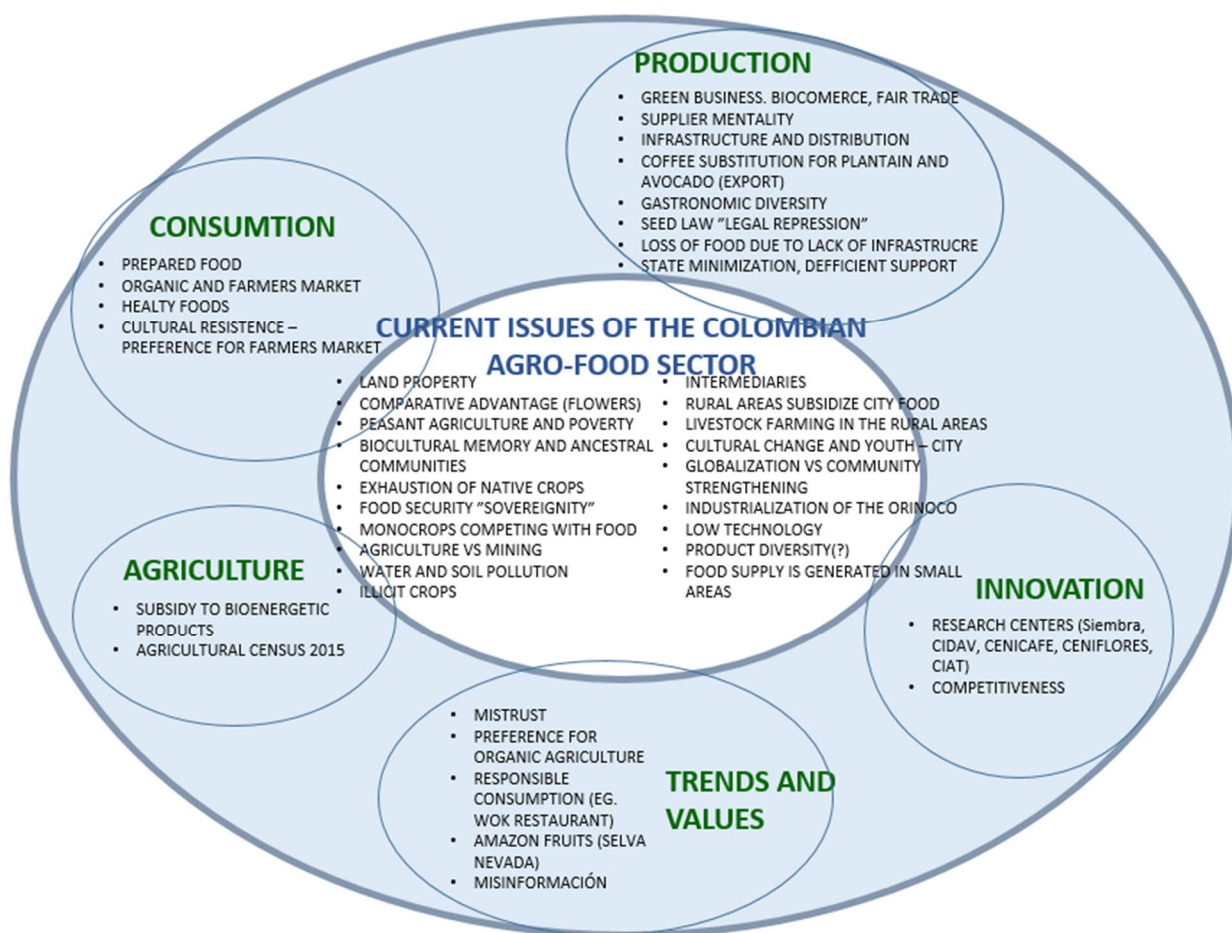 PRODUCTION
• GREEN BUSINESS. BIOCOMERCE, FAIR TRADE
• SUPPLIER MENTALITY
• INFRASTRUCTURE AND DISTRIBUTION
• COFFEE SUBSTITUTION FOR PLANTAIN AND
AVOCADO (EXPORT)
• GASTRONOMIC DIVERSITY
• SEED LAW "LEGAL REPRESSION"
• LOSS OF FOOD DUE TO LACK OF INFRASTRUCRE
• STATE MINIMIZATION, DEFFICIENT SUPPORT
CONSUMTION
• PREPARED FOOD
• ORGANIC AND FARMERS MARKET
• HEALTY FOODS
• CULTURAL RESISTENCE –
PREFERENCE FOR FARMERS MARKET
CURRENT ISSUES OF THE COLOMBIAN
AGRO-FOOD SECTOR
• LAND PROPERTY
• COMPARATIVE ADVANTAGE (FLOWERS)
• PEASANT AGRICULTURE AND POVERTY
• BIOCULTURAL MEMORY AND ANCESTRAL
COMMUNITIES
• EXHAUSTION OF NATIVE CROPS
• FOOD SECURITY "SOVEREIGNITY"
• MONOCROPS COMPETING WITH FOOD
• AGRICULTURE VS MINING
• WATER AND SOIL POLLUTION
• ILLICIT CROPS
• INTERMEDIARIES
• RURAL AREAS SUBSIDIZE CITY FOOD
• LIVESTOCK FARMING IN THE RURAL AREAS
• CULTURAL CHANGE AND YOUTH – CITY
• GLOBALIZATION VS COMMUNITY
STRENGTHENING
• INDUSTRIALIZATION OF THE ORINOCO
• LOW TECHNOLOGY
• PRODUCT DIVERSITY(?)
• FOOD SUPPLY IS GENERATED IN SMALL
AREAS
AGRICULTURE
• SUBSIDY TO BIOENERGETIC
PRODUCTS
• AGRICULTURAL CENSUS 2015
INNOVATION
• RESEARCH CENTERS (Siembra,
CIDAV, CENICAFE, CENIFLORES,
CIAT)
• COMPETITIVENESS
• MISTRUST
• PREFERENCE FOR
ORGANIC AGRICULTURE
• RESPONSIBLE
CONSUMPTION (EG.
WOK RESTAURANT)
• AMAZON FRUITS (SELVA
NEVADA)
• MISINFORMACIÓN
TRENDS AND
VALUES